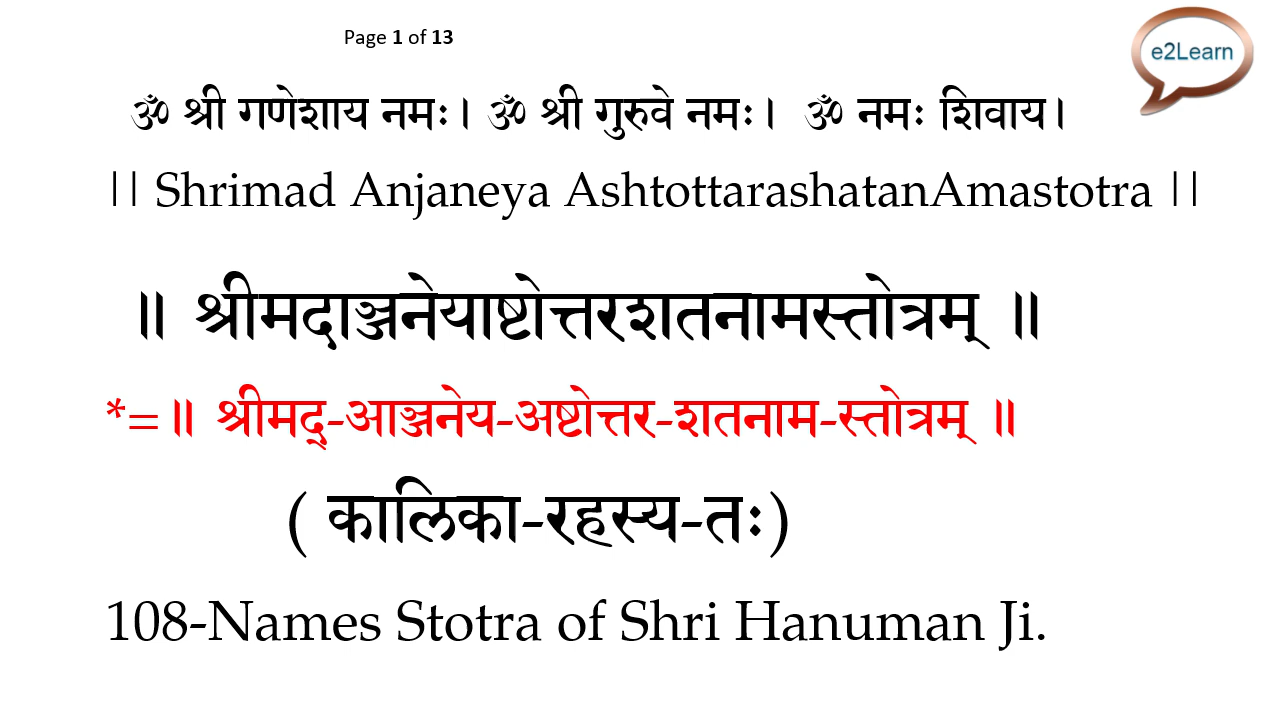 Page 1 of 13
e2Learn
ॐ श्री गणेशाय नमः। ॐ श्री गुरुवे नमः। ॐ नमः शिवाय।
|| Shrimad Anjaneya AshtottarashatanAmastotra ||
॥ श्रीमदाञ्जनेयाष्टोत्तरशतनामस्तोत्रम् ॥
*=॥ श्रीमद्-आञ्जनेय-अष्टोत्तर-शतनाम-स्तोत्रम् ॥
( कालिका-रहस्य-तः)
108-Names Stotra of Shri Hanuman Ji.